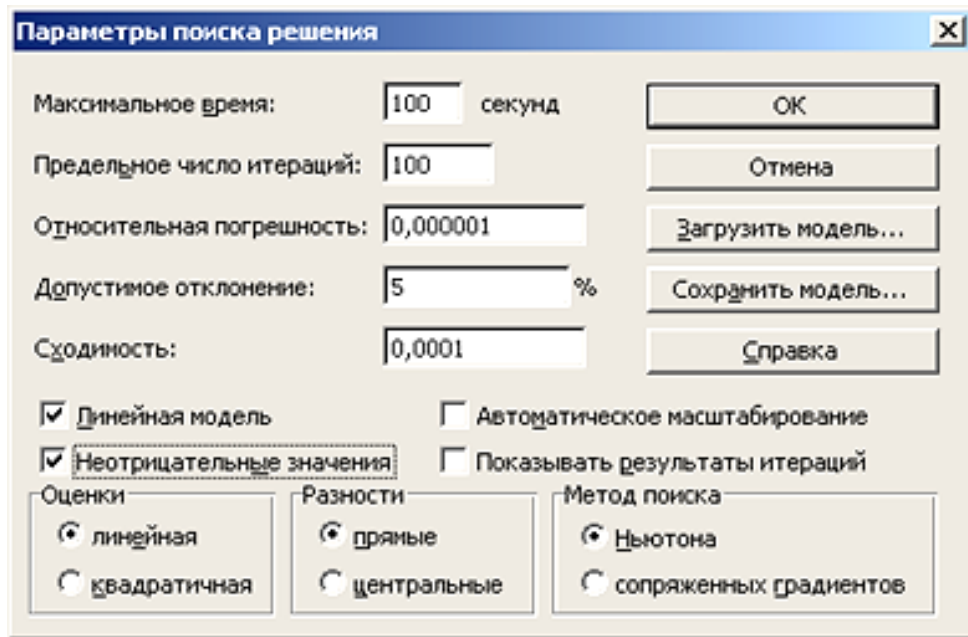 Параметры поиска решения
Максимальное время: 100 секунд OK
Предельное число итераций: 100 Отмена
Относительная погрешность: 0,000001 Загрузить модель...
Допустимое отклонение: 5 % Сохранить модель...
Сходимость: 0,0001 Справка
Линейная модель Автоматическое масштабирование
Неотрицательные значения Показывать результаты итераций
Оценки Разности Метод поиска
линейная прямые Ньютона
квадратичная центральные сопряженных градиентов